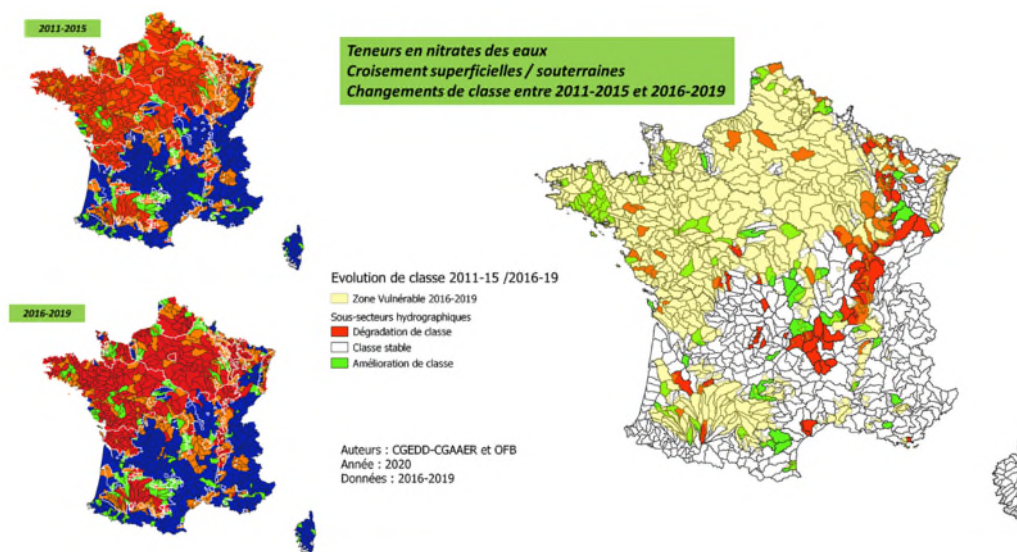 2011-2015
Teneurs en nitrates des eaux
Croisement superficielles / souterraines
Changements de classe entre 2011-2015 et 2016-2019
Evolution de classe 2011-15 /2016-19
Zone Vulnérable 2016-2019
Sous-secteurs hydrographiques
Dégradation de classe
Classe stable
Amélioration de classe
2016-2019
Auteurs : CGEDD-CGAAER et OFB
Année : 2020
Données : 2016-2019